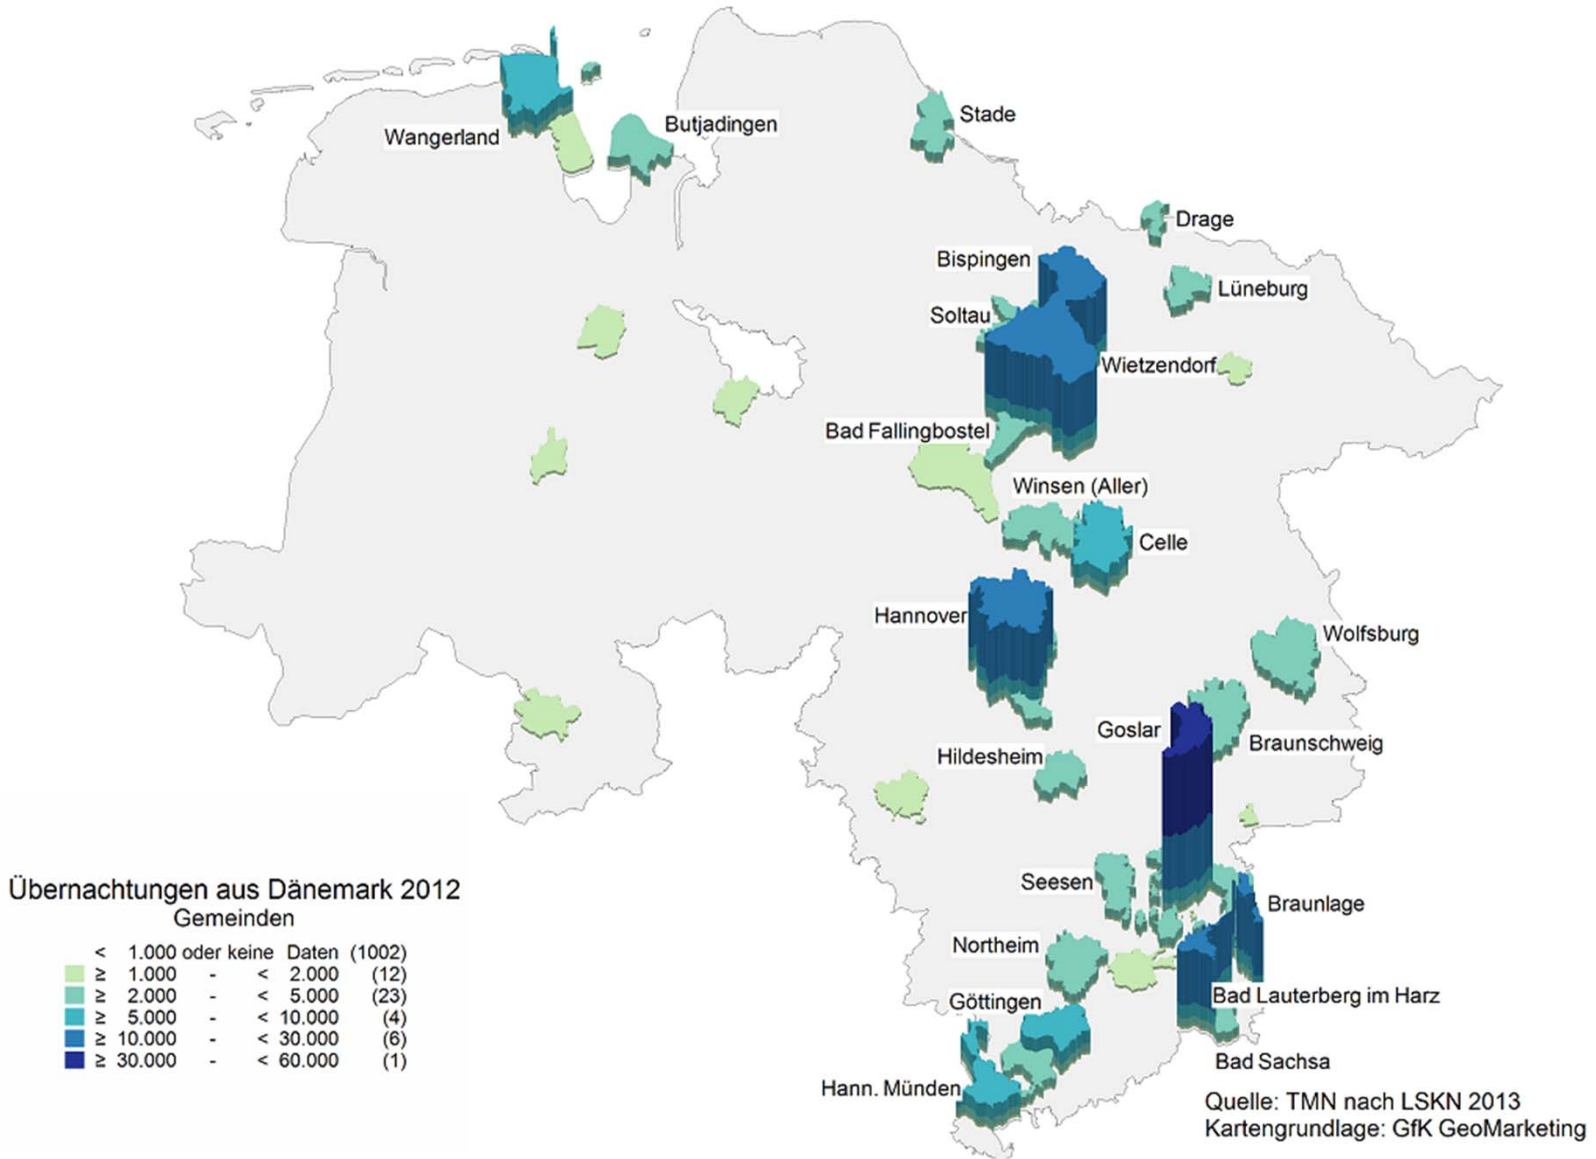 Wangerland
Butjadingen
Stade
Drage
Bispingen
Lüneburg
Soltau
Wietzendorf
Bad Fallingbostel
Winsen (Aller)
Celle
Hannover
Wolfsburg
Goslar
Braunschweig
Hildesheim
Seesen
Braunlage
Northeim
Göttingen
Bad Lauterberg im Harz
Bad Sachsa
Hann. Münden
Übernachtungen aus Dänemark 2012
Gemeinden
< 1.000 oder keine Daten (1002)
≥ 1.000 - < 2.000 (12)
≥ 2.000 - < 5.000 (23)
≥ 5.000 - < 10.000 (4)
≥ 10.000 - < 30.000 (6)
≥ 30.000 - < 60.000 (1)
Quelle: TMN nach LSKN 2013
Kartengrundlage: GfK GeoMarketing